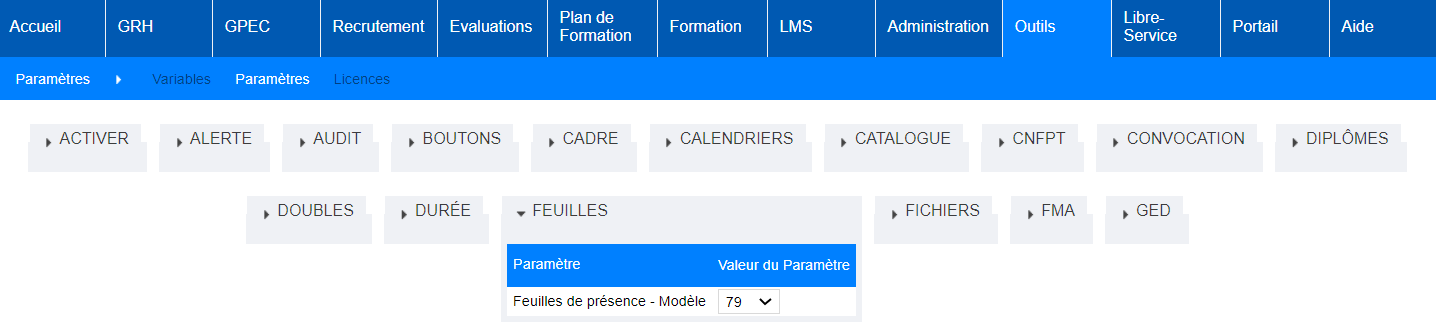 Accueil GRH GPEC Recrutement Evaluations Plan de Formation Formation LMS Administration Outils Libre-Service Portail Aide
Paramètres Variables Paramètres Licences
ACTIVER ALERTE AUDIT BOUTONS CADRE CALENDRIERS CATALOGUE CNFPT CONVOCATION DIPLÔMES
DOUBLES DURÉE FEUILLES FICHIERS FMA GED
Paramètre Valeur du Paramètre
Feuilles de présence - Modèle 79